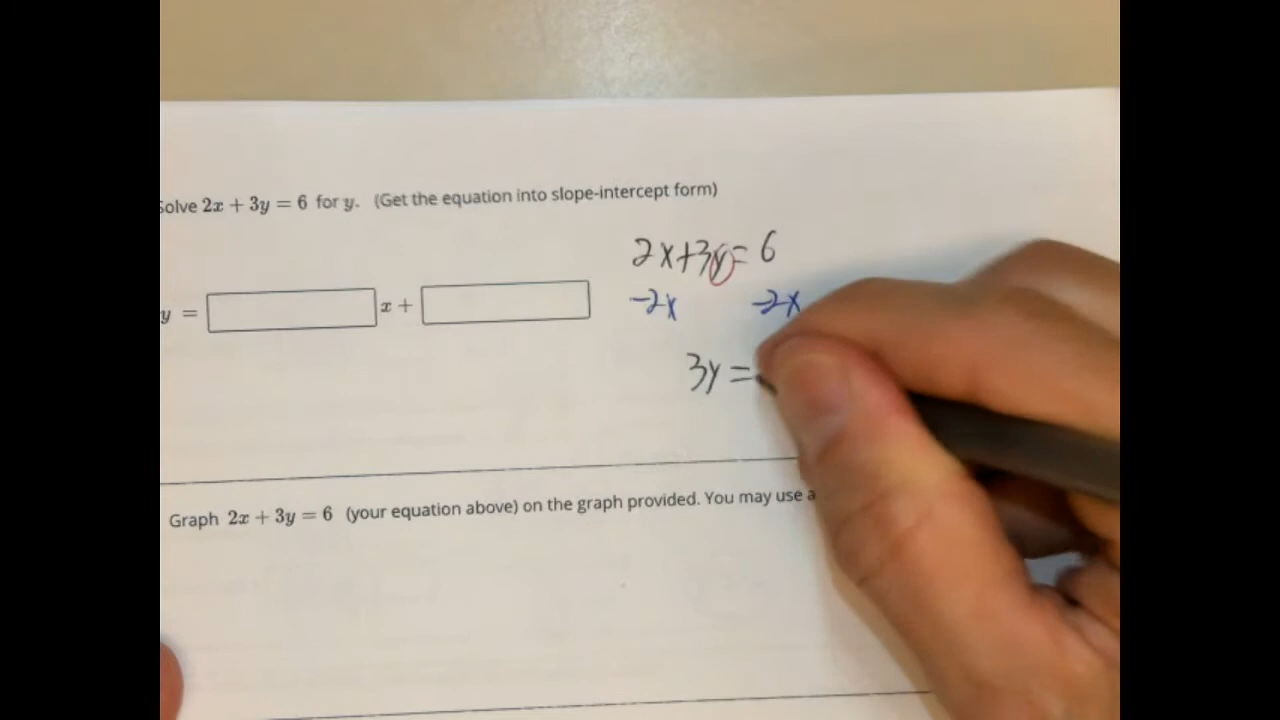 Solve 2x + 3y = 6 for y. (Get the equation into slope-intercept form)
2x+3y=6
-2x -2x
y = x +
3y=
Graph 2x + 3y = 6 (your equation above) on the graph provided. You may use a